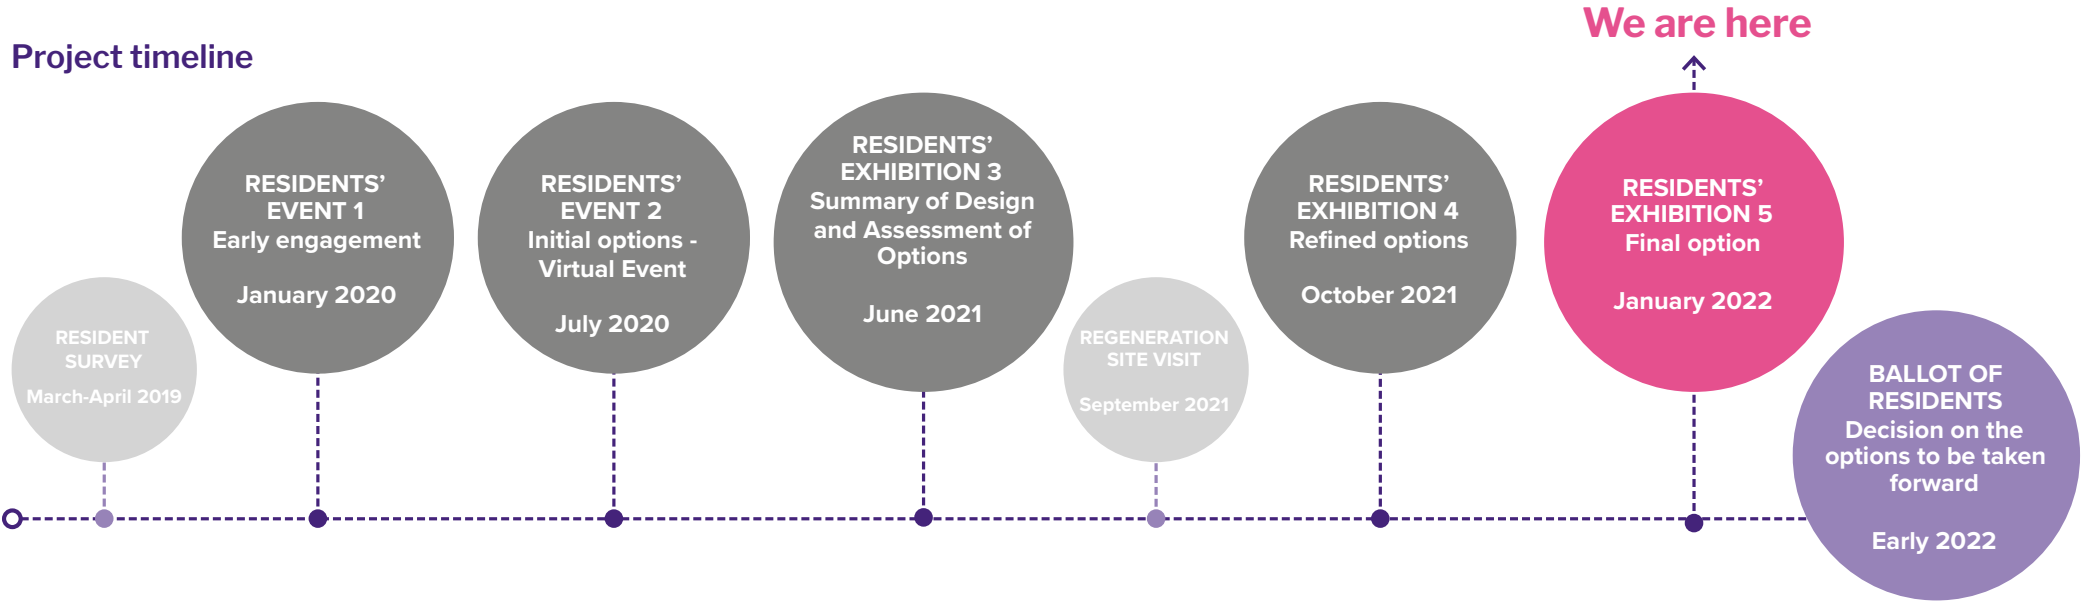 Project timeline
We are here
RESIDENT
SURVEY
March-April 2019
RESIDENTS’
EVENT 1
Early engagement
January 2020
RESIDENTS’
EVENT 2
Initial options -
Virtual Event
July 2020
RESIDENTS’
EXHIBITION 3
Summary of Design
and Assessment of
Options
June 2021
REGENERATION
SITE VISIT
September 2021
RESIDENTS’
EXHIBITION 4
Refined options
October 2021
RESIDENTS’
EXHIBITION 5
Final option
January 2022
BALLOT OF
RESIDENTS
Decision on the
options to be taken
forward
Early 2022